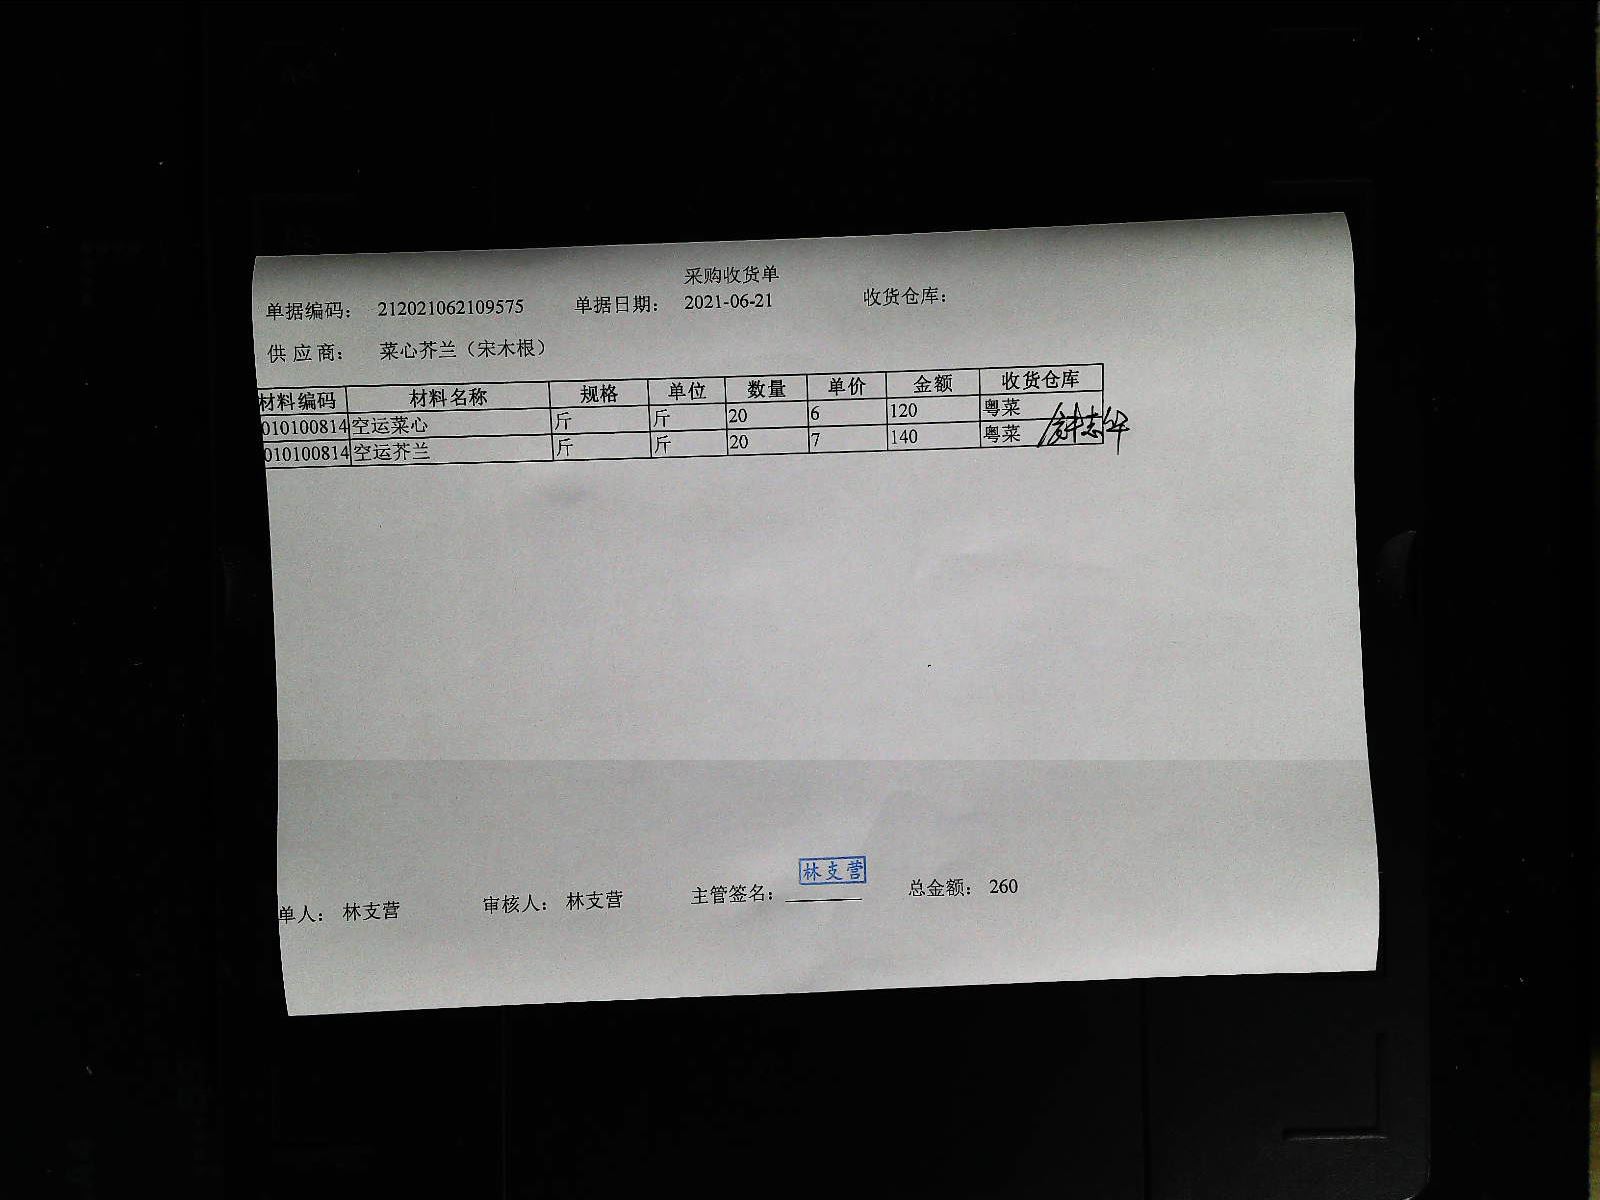 采购收货单
单据编码： 212021062109575 单据日期： 2021-06-21 收货仓库：
供 应 商： 菜心芥兰（宋木根）
材料编码 材料名称 规格 单位 数量 单价 金额 收货仓库
010100814 空运菜心 斤 斤 20 6 120 粤菜
010100814 空运芥兰 斤 斤 20 7 140 粤菜
林支营
单人： 林支营 审核人： 林支营 主管签名： 总金额： 260